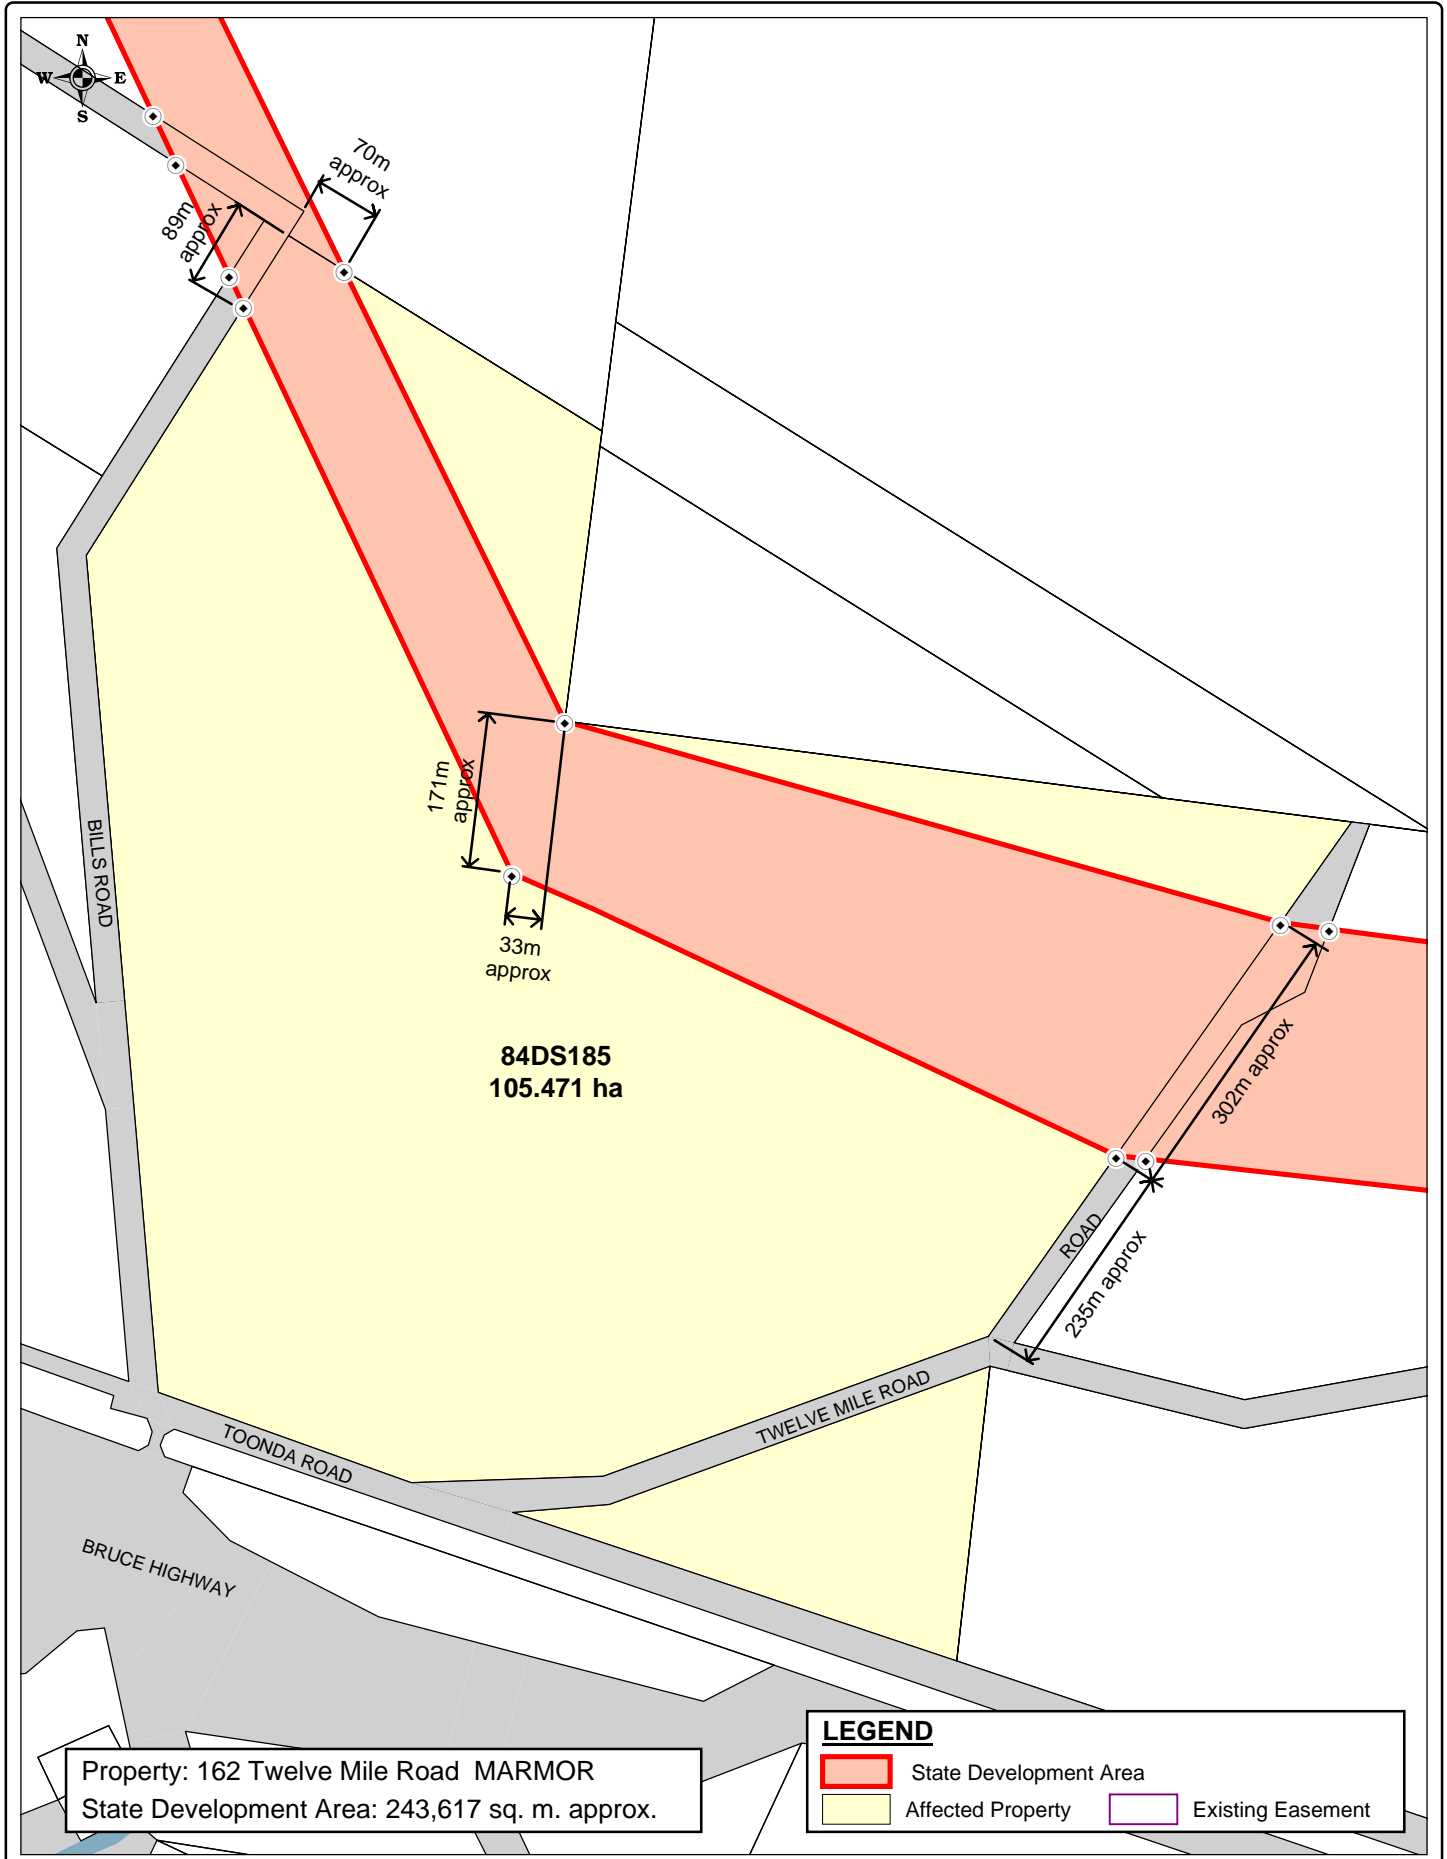 N
W E
S
70m
approx
89m
approx
171m
approx
33m
approx
BILLS ROAD
84DS185
105.471 ha
302m approx
ROAD
235m approx
TWELVE MILE ROAD
TOONDA ROAD
BRUCE HIGHWAY
Property: 162 Twelve Mile Road MARMOR
State Development Area: 243,617 sq. m. approx.
LEGEND
State Development Area
Affected Property
Existing Easement